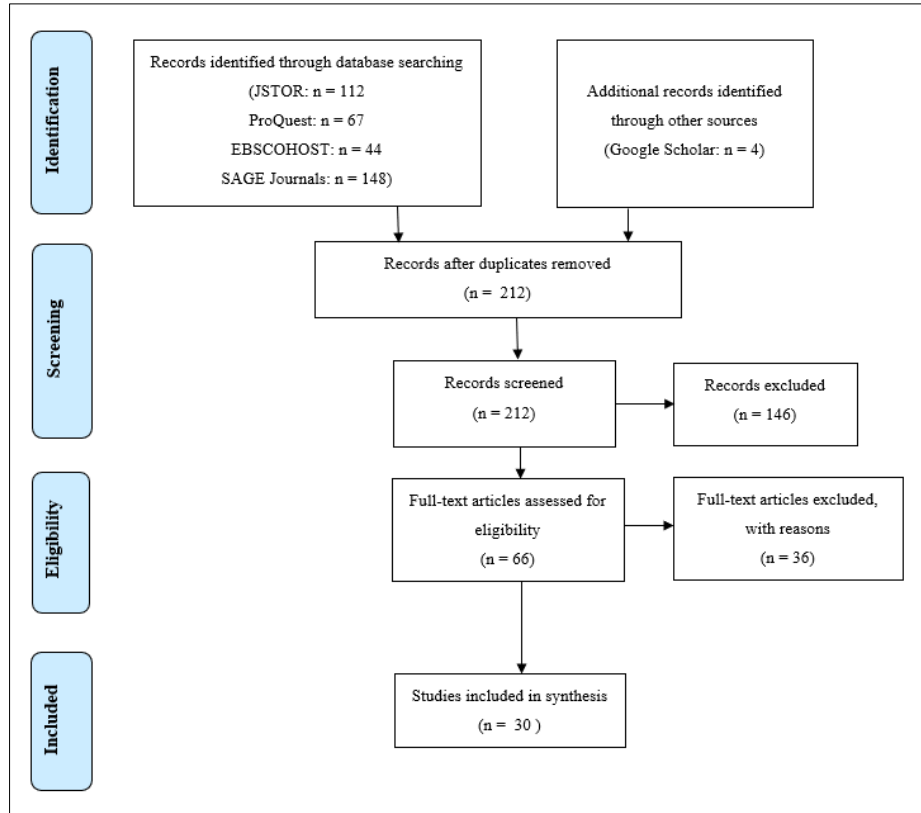 Identification
Records identified through database searching
(JSTOR: n = 112
ProQuest: n = 67
EBSCOHOST: n = 44
SAGE Journals: n = 148)
Additional records identified
through other sources
(Google Scholar: n = 4)
Screening
Records after duplicates removed
(n = 212)
Records screened
(n = 212)
Records excluded
(n = 146)
Eligibility
Full-text articles assessed for
eligibility
(n = 66)
Full-text articles excluded,
with reasons
(n = 36)
Included
Studies included in synthesis
(n = 30 )